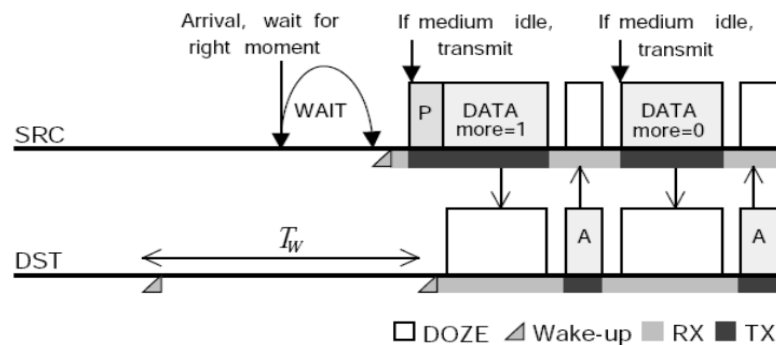 Arrival, wait for
right moment
If medium idle,
transmit
If medium idle,
transmit
WAIT
P
DATA
more=1
DATA
more=0
SRC
T_W
A
A
DST
DOZE
Wake-up
RX
TX